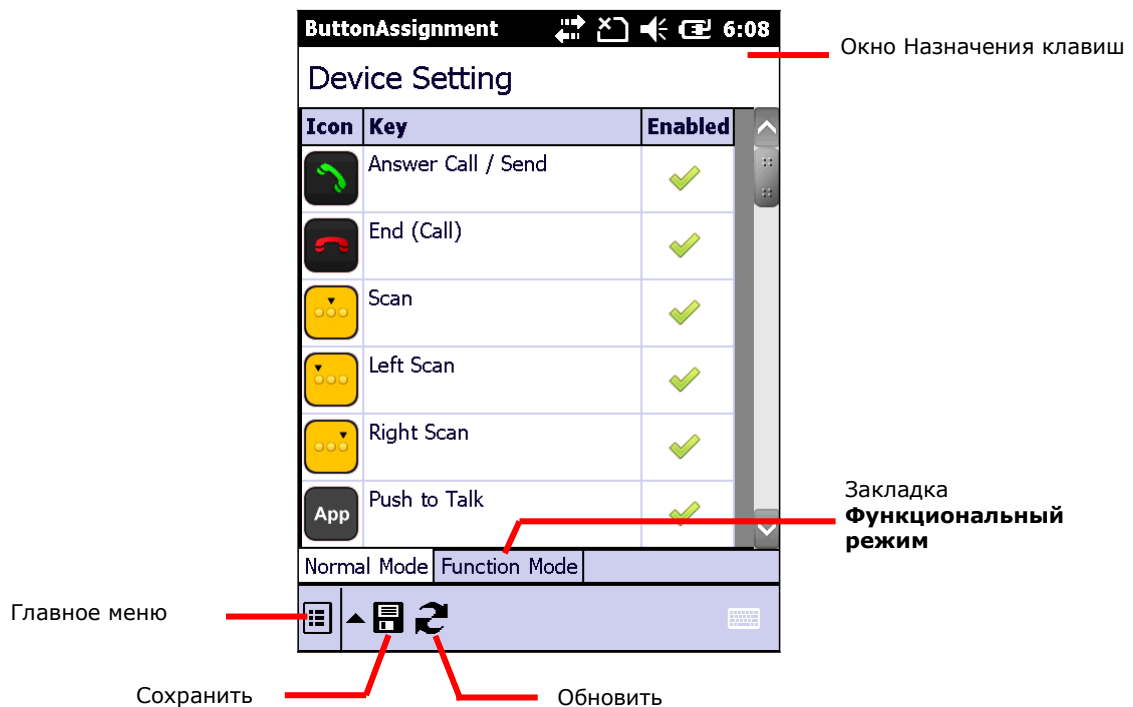 ButtonAssignment 6:08
Окно Назначения клавиш
Device Setting
Icon Key Enabled
Answer Call / Send
End (Call)
Scan
Left Scan
Right Scan
App Push to Talk
Закладка
Функциональный
режим
Normal Mode Function Mode
Главное меню
Сохранить
Обновить